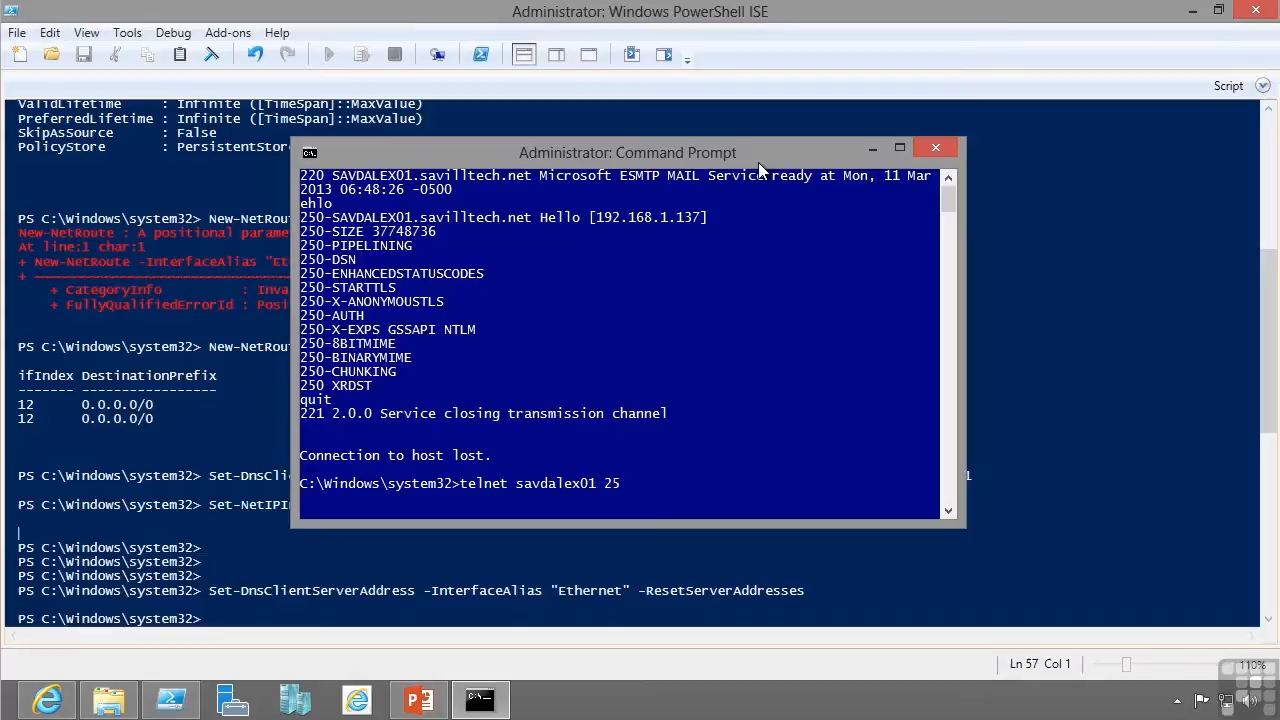 Administrator: Windows PowerShell ISE
File Edit View Tools Debug Add-ons Help
Script
ValidLifetime : Infinite ([TimeSpan]::MaxValue)
PreferredLifetime : Infinite ([TimeSpan]::MaxValue)
SkipAsSource : False
PolicyStore : PersistentStore
PS C:\Windows\system32> New-NetRou
New-NetRoute : A positional parame
At line:1 char:1
+ New-NetRoute -InterfaceAlias "Et
+ CategoryInfo : Inva
+ FullyQualifiedErrorId : Posi
PS C:\Windows\system32> New-NetRou
ifIndex DestinationPrefix
------- -----------------
12 0.0.0.0/0
12 0.0.0.0/0
PS C:\Windows\system32> Set-DnsCli
PS C:\Windows\system32> Set-NetIPI
PS C:\Windows\system32>
PS C:\Windows\system32>
PS C:\Windows\system32>
PS C:\Windows\system32> Set-DnsClientServerAddress -InterfaceAlias "Ethernet" -ResetServerAddresses
PS C:\Windows\system32>
Administrator: Command Prompt
220 SAVDALEX01.savilltech.net Microsoft ESMTP MAIL Service ready at Mon, 11 Mar
2013 06:48:26 -0500
ehlo
250-SAVDALEX01.savilltech.net Hello [192.168.1.137]
250-SIZE 37748736
250-PIPELINING
250-DSN
250-ENHANCEDSTATUSCODES
250-STARTTLS
250-X-ANONYMOUSTLS
250-AUTH
250-X-EXPS GSSAPI NTLM
250-8BITMIME
250-BINARYMIME
250-CHUNKING
250 XRDST
quit
221 2.0.0 Service closing transmission channel
Connection to host lost.
C:\Windows\system32>telnet savdalex01 25
Ln 57 Col 1
110%